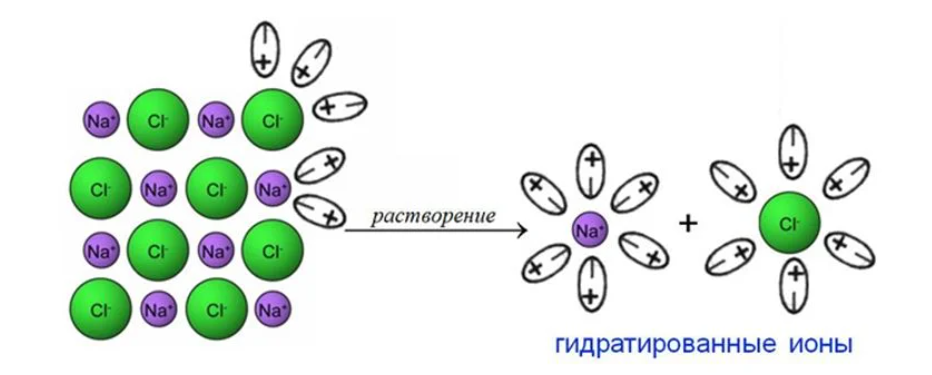 Na⁺ Cl⁻ Na⁺ Cl⁻
Cl⁻ Na⁺ Cl⁻ Na⁺
Na⁺ Cl⁻ Na⁺ Cl⁻
Cl⁻ Na⁺ Cl⁻ Na⁺
+ + + + +
растворение
+ + + + + +
Na⁺
+
+ + + + + +
Cl⁻
гидратированные ионы